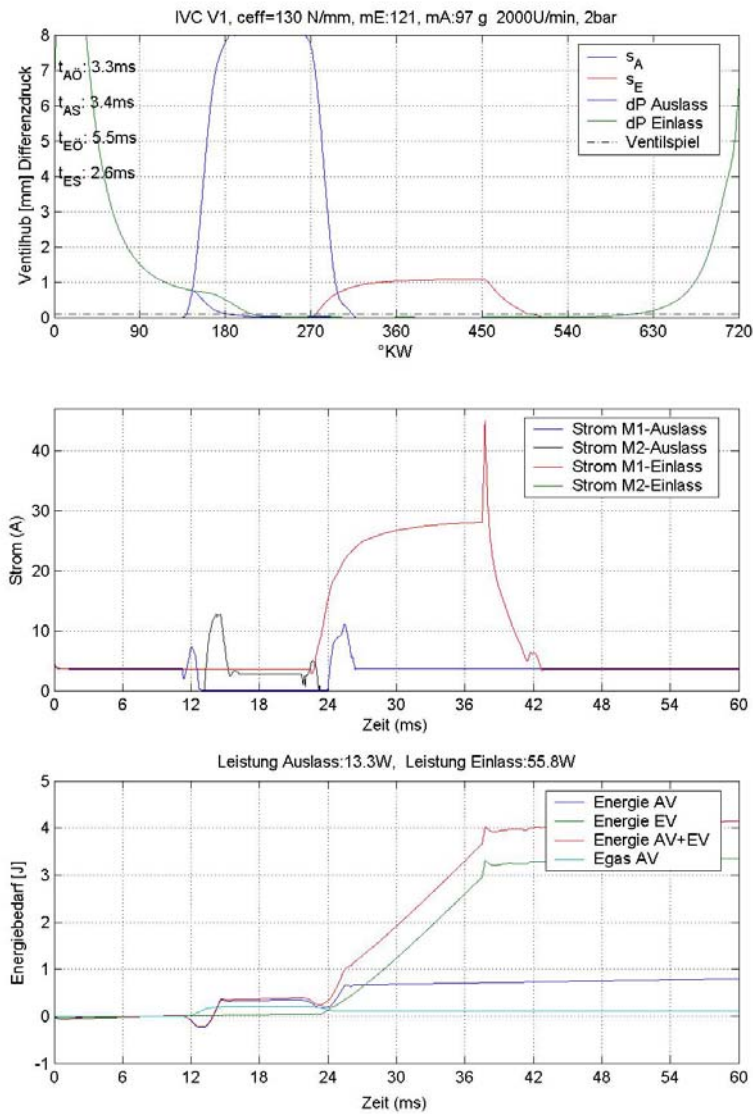 IVC V1, ceff=130 N/mm, mE:121, mA:97 g 2000U/min, 2bar
Ventilhub [mm] Differenzdruck
8
7
6
5
4
3
2
1
0
tAÖ: 3.3ms
tAS: 3.4ms
tEÖ: 5.5ms
tES: 2.6ms
sA
sE
dP Auslass
dP Einlass
Ventilspiel
0 90 180 270 360 450 540 630 720
°KW
Strom (A)
40
30
20
10
0
Strom M1-Auslass
Strom M2-Auslass
Strom M1-Einlass
Strom M2-Einlass
0 6 12 18 24 30 36 42 48 54 60
Zeit (ms)
Leistung Auslass:13.3W, Leistung Einlass:55.8W
Energiebedarf [J]
5
4
3
2
1
0
-1
Energie AV
Energie EV
Energie AV+EV
Egas AV
0 6 12 18 24 30 36 42 48 54 60
Zeit (ms)